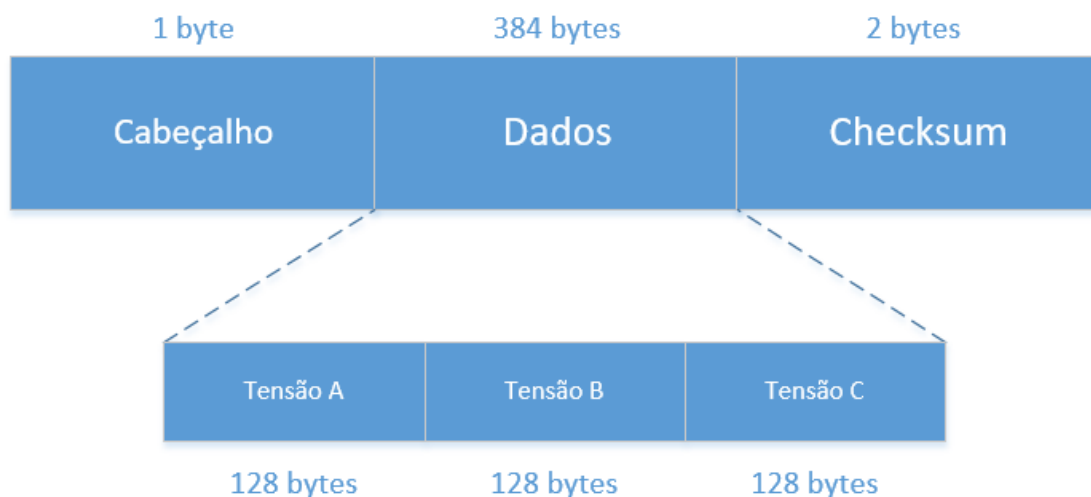 1 byte 384 bytes 2 bytes
Cabeçalho Dados Checksum
Tensão A Tensão B Tensão C
128 bytes 128 bytes 128 bytes